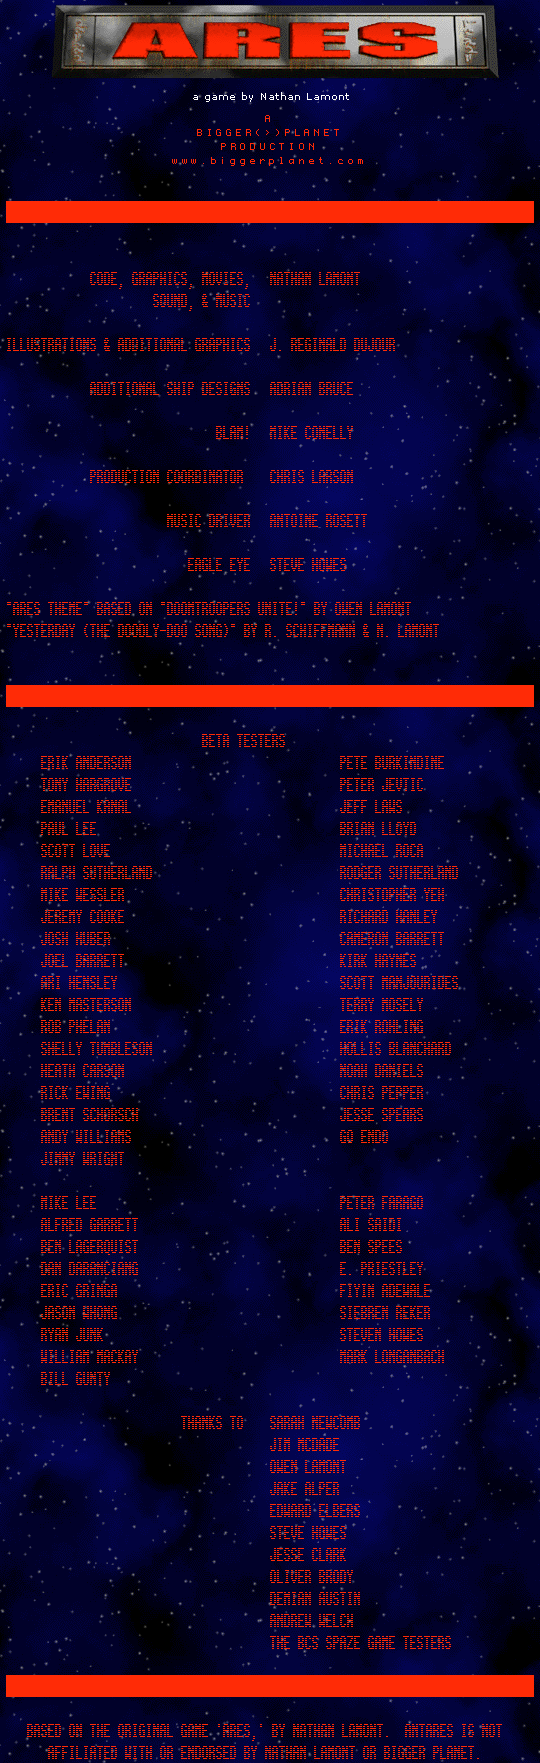 ARES
a game by Nathan Lamont
A
BIGGER<>>PLANET
PRODUCTION
www.biggerplanet.com
CODE, GRAPHICS, MOVIES, NATHAN LAMONT
SOUND, & MUSIC
ILLUSTRATIONS & ADDITIONAL GRAPHICS J. REGINALD DUJOUR
ADDITIONAL SHIP DESIGNS ADRIAN BRUCE
BLAM! MIKE CONELLY
PRODUCTION COORDINATOR CHRIS LARSON
MUSIC DRIVER ANTOINE ROSETT
EAGLE EYE STEVE HOWES
"ARES THEME" BASED ON "DOOMTROOPERS UNITE!" BY OWEN LAMONT
"YESTERDAY (THE DOODLY-DOO SONG)" BY R. SCHIFFMANN & N. LAMONT
BETA TESTERS
ERIK ANDERSON PETE BURKIMDINE
TONY HARGROVE PETER JEVTIC
EMANUEL KANAL JEFF LAWS
PAUL LEE BRIAN LLOYD
SCOTT LOVE MICHAEL ROCA
RALPH SUTHERLAND RODGER SUTHERLAND
MIKE WESSLER CHRISTOPHER YEH
JEREMY COOKE RICHARD HANLEY
JOSH HUBER CAMERON BARRETT
JOEL BARRETT KIRK HAYNES
ARI HENSLEY SCOTT MANJOURIDES
KEN MASTERSON TERRY MOSELY
ROB PHELAN ERIK ROHLING
SHELLY TUMBLESON HOLLIS BLANCHARD
HEATH CARSON NOAH DANIELS
RICK EWING CHRIS PEPPER
BRENT SCHORSCH JESSE SPEARS
ANDY WILLIAMS GO ENDO
JIMMY WRIGHT
MIKE LEE PETER FARAGO
ALFRED GARRETT ALI SAIDI
BEN LAGERQVIST BEN SPEES
DAN DARANCIANG E. PRIESTLEY
ERIC GRINGA FIYIN ADEWALE
JASON WHONG SIEBREN REKER
RYAN JUNK STEVEN HOWES
WILLIAM MACKAY MARK LONGANBACH
BILL GUNTY
THANKS TO SARAH NEWCOMB
JIM MCDADE
OWEN LAMONT
JAKE ALPER
EDWARD ELDERS
STEVE HOWES
JESSE CLARK
OLIVER BRODY
DEMIAN AUSTIN
ANDREW WELCH
THE BCS SPAZE GAME TESTERS
BASED ON THE ORIGINAL GAME 'ARES,' BY NATHAN LAMONT. ANTARES IS NOT
AFFILIATED WITH OR ENDORSED BY NATHAN LAMONT OR BIGGER PLANET.